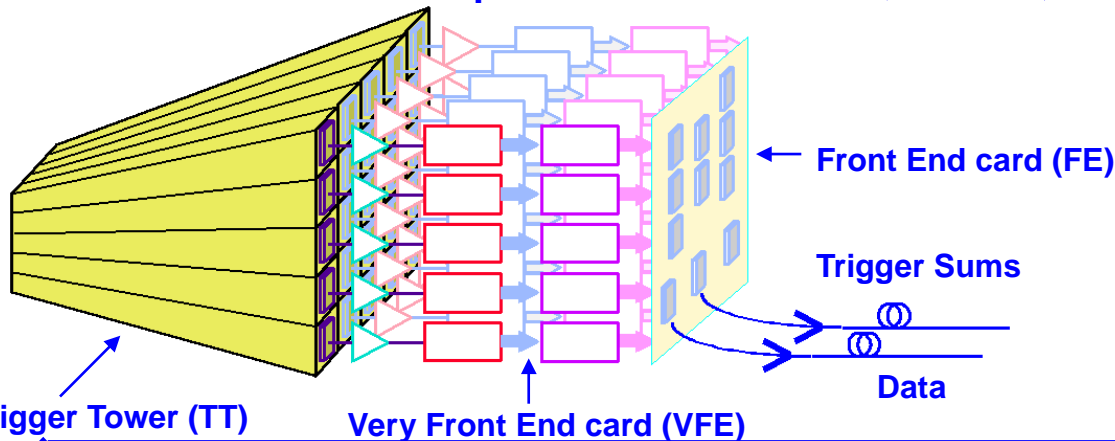 Front End card (FE)
Trigger Sums
Data
igger Tower (TT)
Very Front End card (VFE)